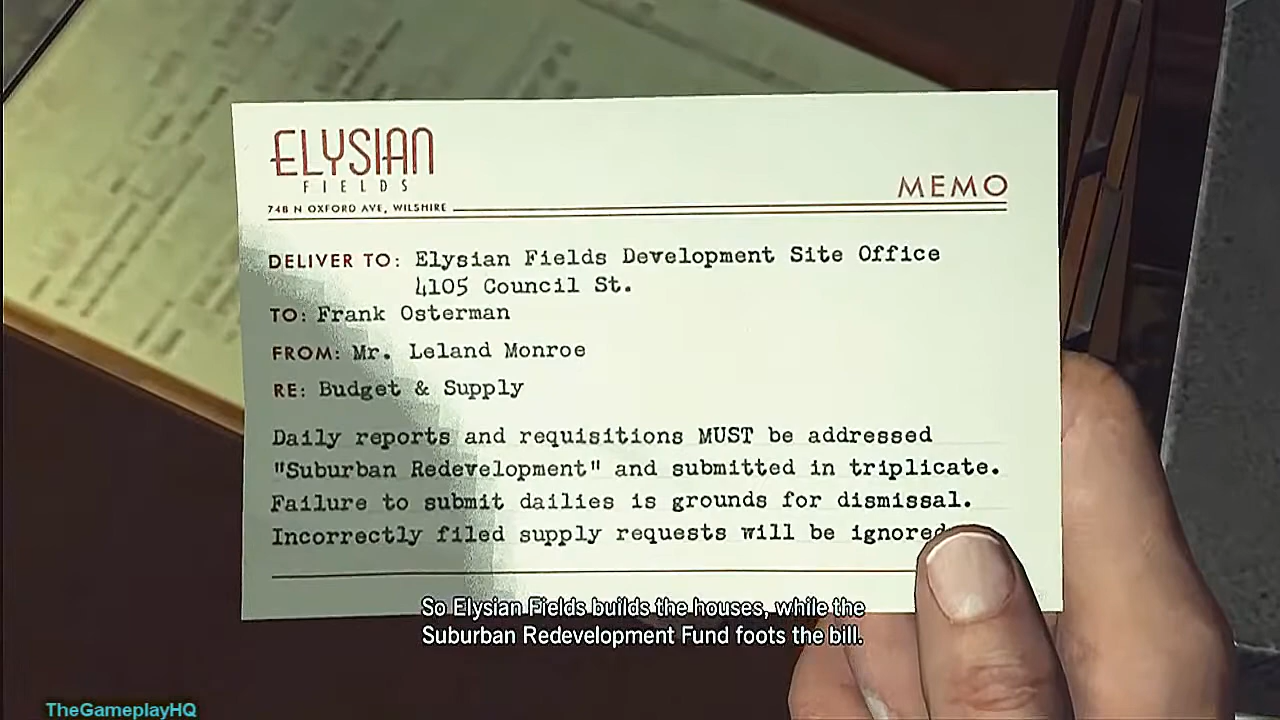 ELYSIAN
FIELDS
748 N OXFORD AVE, WILSHIRE
MEMO
DELIVER TO: Elysian Fields Development Site Office
4105 Council St.
TO: Frank Osterman
FROM: Mr. Leland Monroe
RE: Budget & Supply
Daily reports and requisitions MUST be addressed
"Suburban Redevelopment" and submitted in triplicate.
Failure to submit dailies is grounds for dismissal.
Incorrectly filed supply requests will be ignored
So Elysian Fields builds the houses, while the
Suburban Redevelopment Fund foots the bill.
TheGameplayHQ